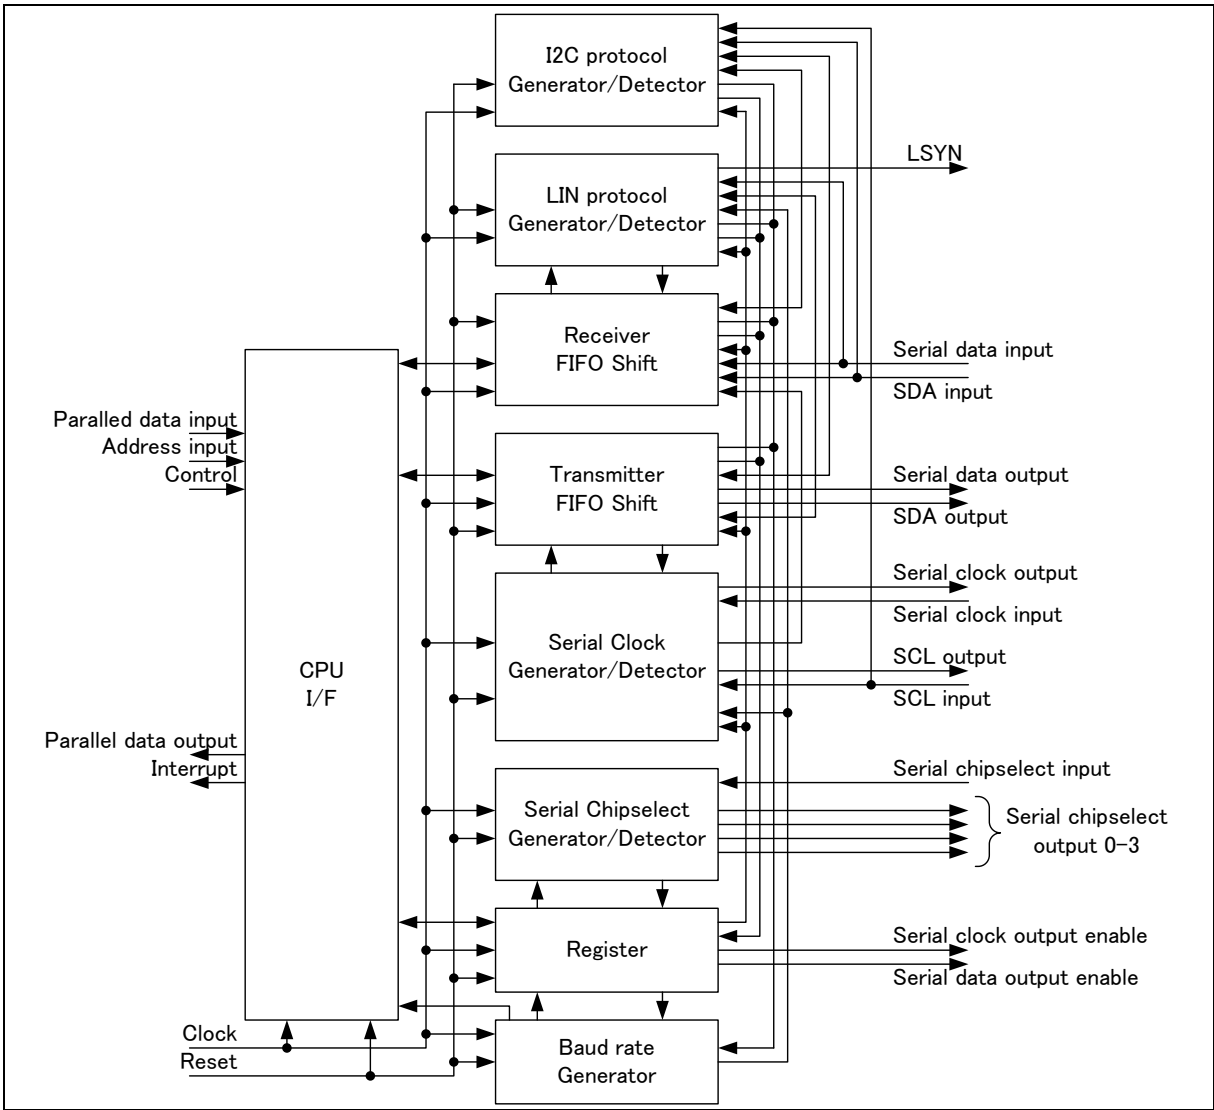 I2C protocol
Generator/Detector
LSYN
LIN protocol
Generator/Detector
Receiver
FIFO Shift
Serial data input
SDA input
Paralled data input
Address input
Control
Transmitter
FIFO Shift
Serial data output
SDA output
Serial clock output
Serial clock input
CPU
I/F
Serial Clock
Generator/Detector
SCL output
SCL input
Parallel data output
Interrupt
Serial chipselect input
Serial Chipselect
Generator/Detector
Serial chipselect
output 0-3
Register
Serial clock output enable
Serial data output enable
Clock
Reset
Baud rate
Generator